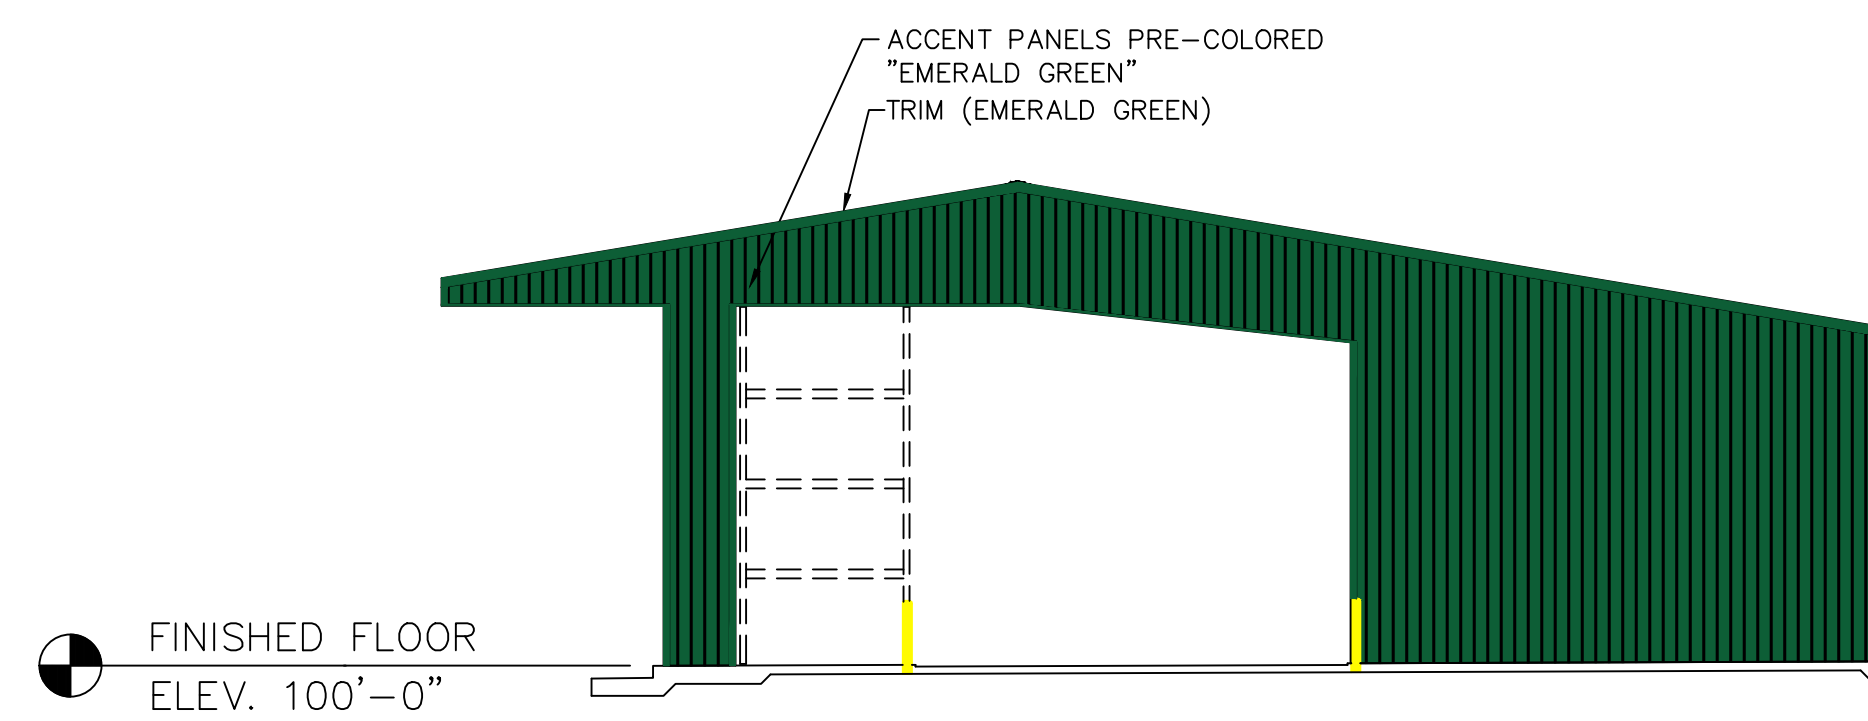 ACCENT PANELS PRE-COLORED
"EMERALD GREEN"
TRIM (EMERALD GREEN)
FINISHED FLOOR
ELEV. 100'-0"